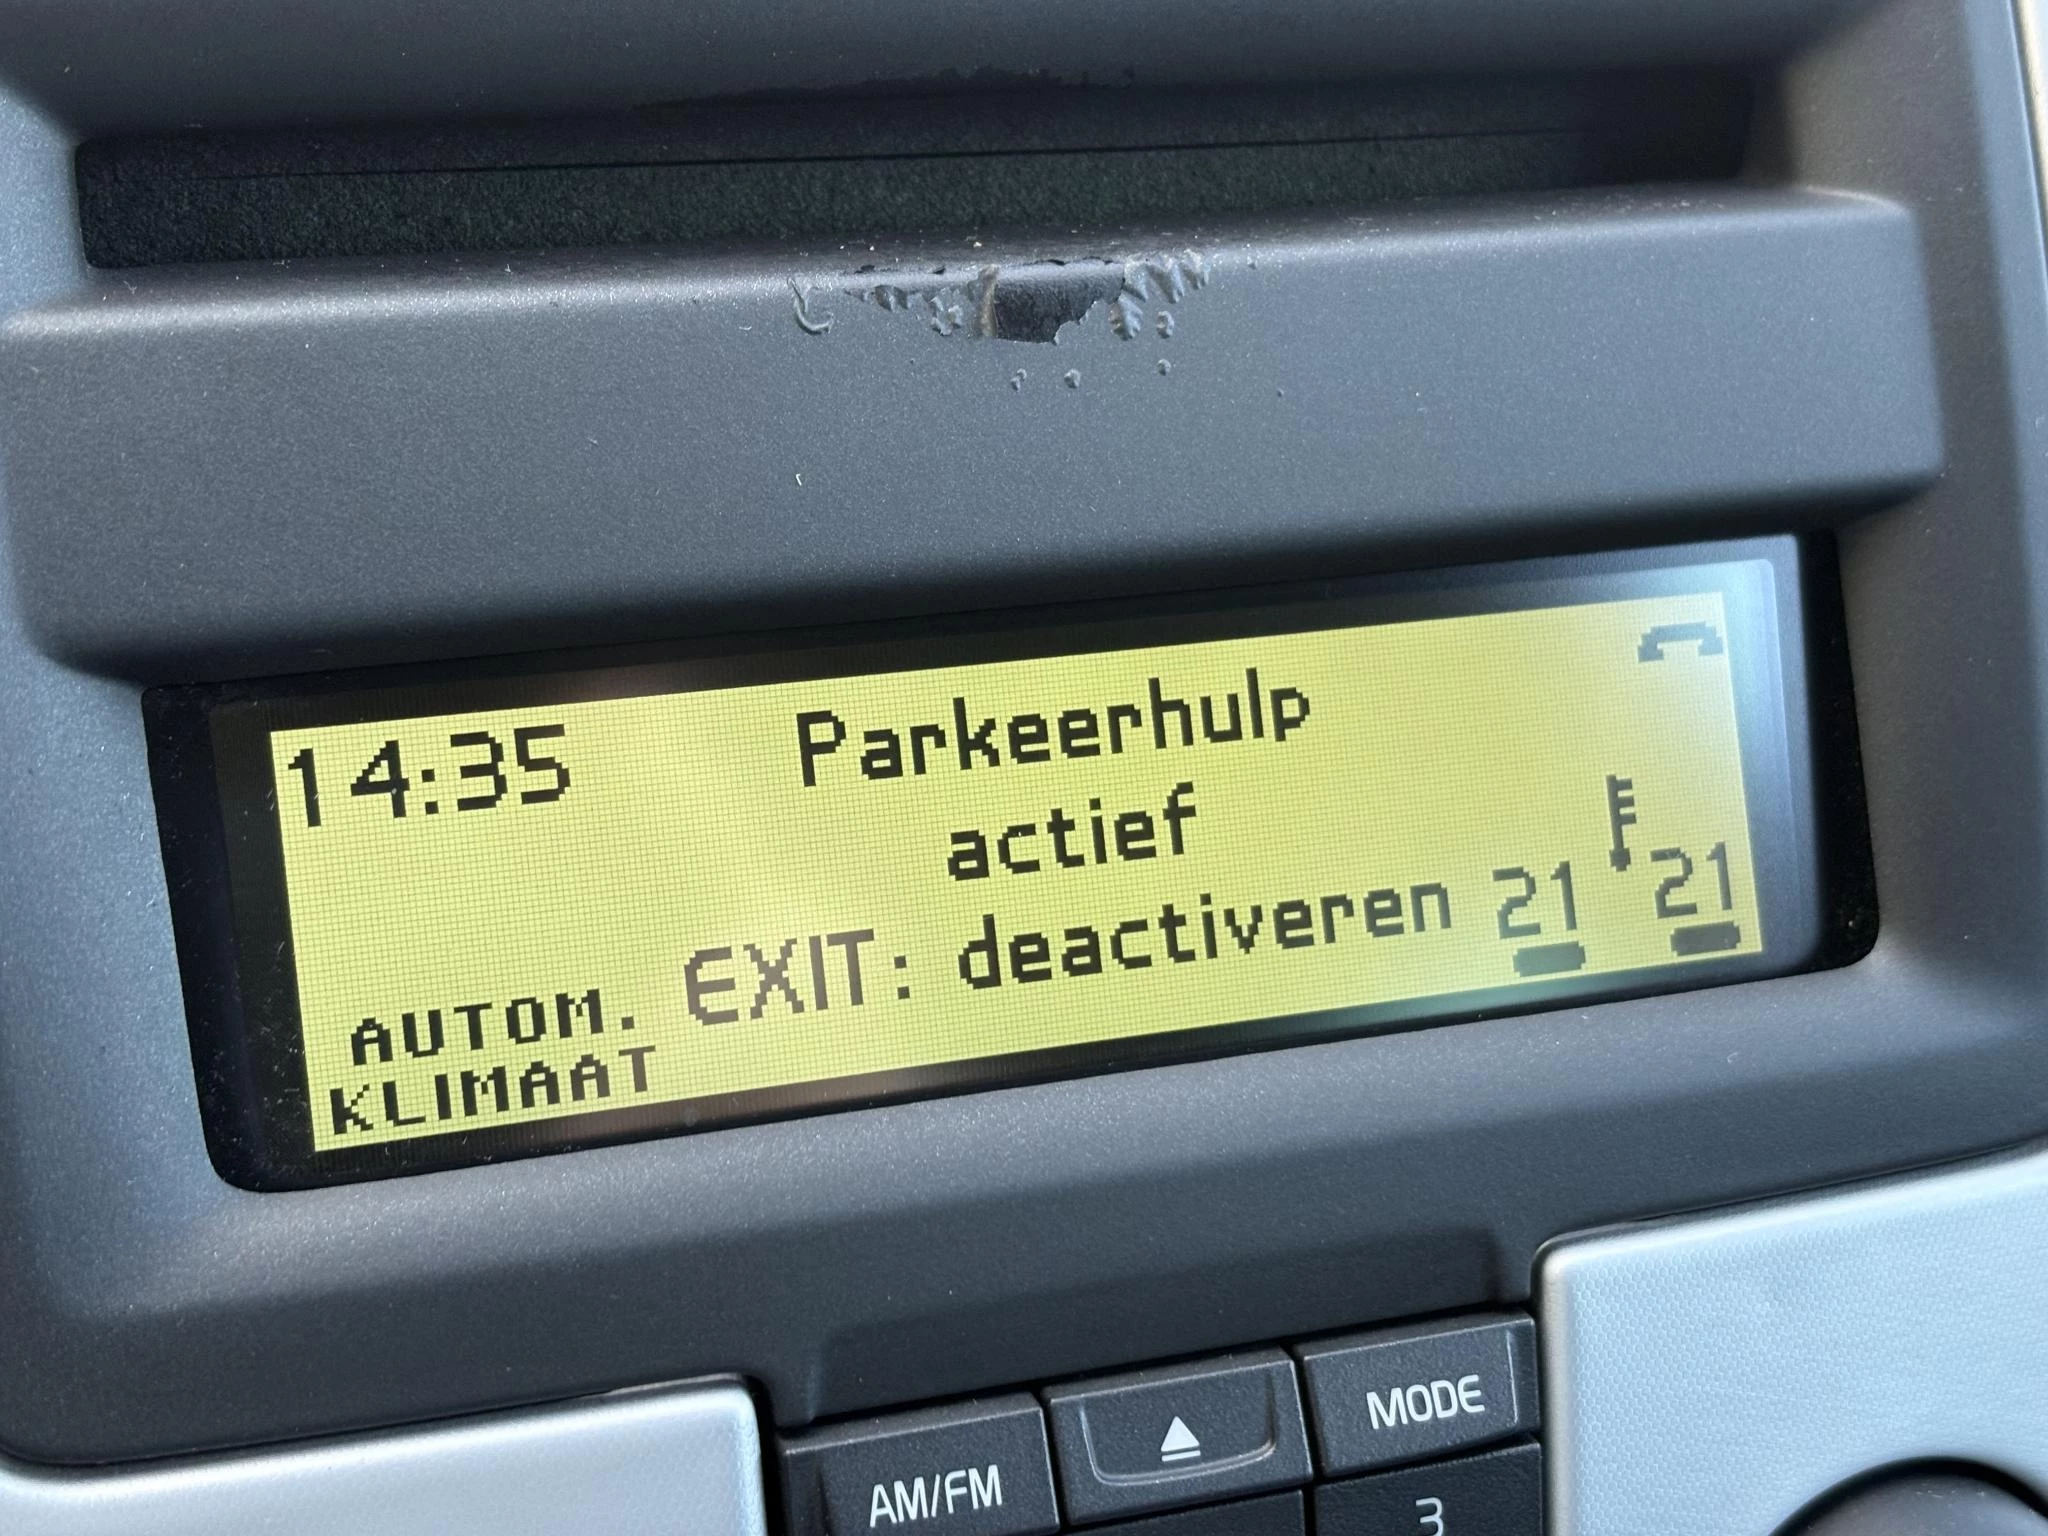 14:35 Parkeerhulp
actief
EXIT: deactiveren 21 21
AUTOM.
KLIMAAT
MODE
AM/FM
3